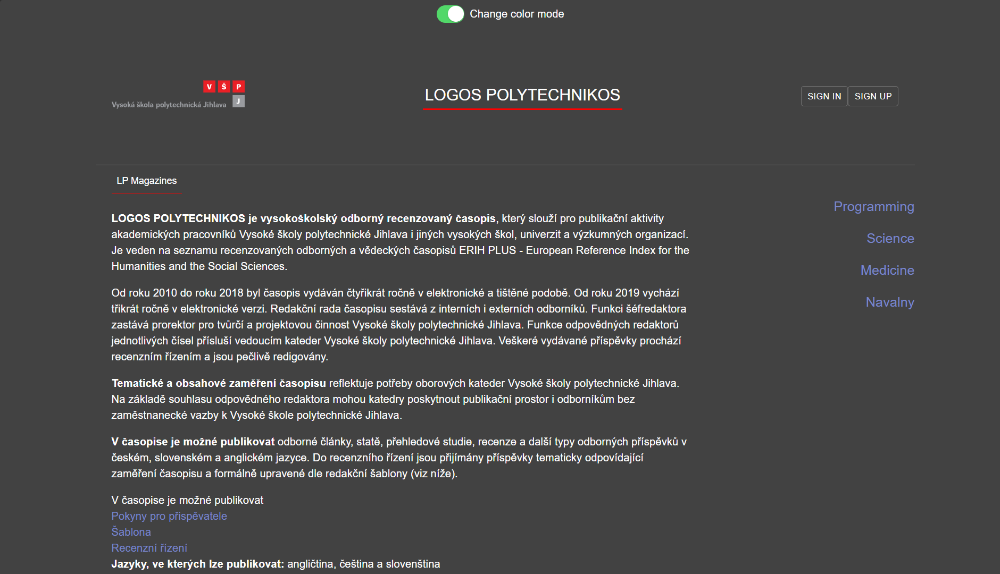 Change color mode
V Š P
Vysoká škola polytechnická Jihlava J
LOGOS POLYTECHNIKOS
SIGN IN SIGN UP
LP Magazines
LOGOS POLYTECHNIKOS je vysokoškolský odborný recenzovaný časopis, který slouží pro publikační aktivity
akademických pracovníků Vysoké školy polytechnické Jihlava i jiných vysokých škol, univerzit a výzkumných organizací.
Je veden na seznamu recenzovaných odborných a vědeckých časopisů ERIH PLUS - European Reference Index for the
Humanities and the Social Sciences.
Od roku 2010 do roku 2018 byl časopis vydáván čtyřikrát ročně v elektronické a tištěné podobě. Od roku 2019 vychází
třikrát ročně v elektronické verzi. Redakční rada časopisu sestává z interních i externích odborníků. Funkci šéfredaktora
zastává prorektor pro tvůrčí a projektovou činnost Vysoké školy polytechnické Jihlava. Funkce odpovědných redaktorů
jednotlivých čísel přísluší vedoucím kateder Vysoké školy polytechnické Jihlava. Veškeré vydávané příspěvky prochází
recenzním řízením a jsou pečlivě redigovány.
Tematické a obsahové zaměření časopisu reflektuje potřeby oborových kateder Vysoké školy polytechnické Jihlava.
Na základě souhlasu odpovědného redaktora mohou katedry poskytnout publikační prostor i odborníkům bez
zaměstnanecké vazby k Vysoké škole polytechnické Jihlava.
V časopise je možné publikovat odborné články, statě, přehledové studie, recenze a další typy odborných příspěvků v
českém, slovenském a anglickém jazyce. Do recenzního řízení jsou přijímány příspěvky tematicky odpovídající
zaměření časopisu a formálně upravené dle redakční šablony (viz níže).
V časopise je možné publikovat
Pokyny pro přispěvatele
Šablona
Recenzní řízení
Jazyky, ve kterých lze publikovat: angličtina, čeština a slovenština
Programming
Science
Medicine
Navalny